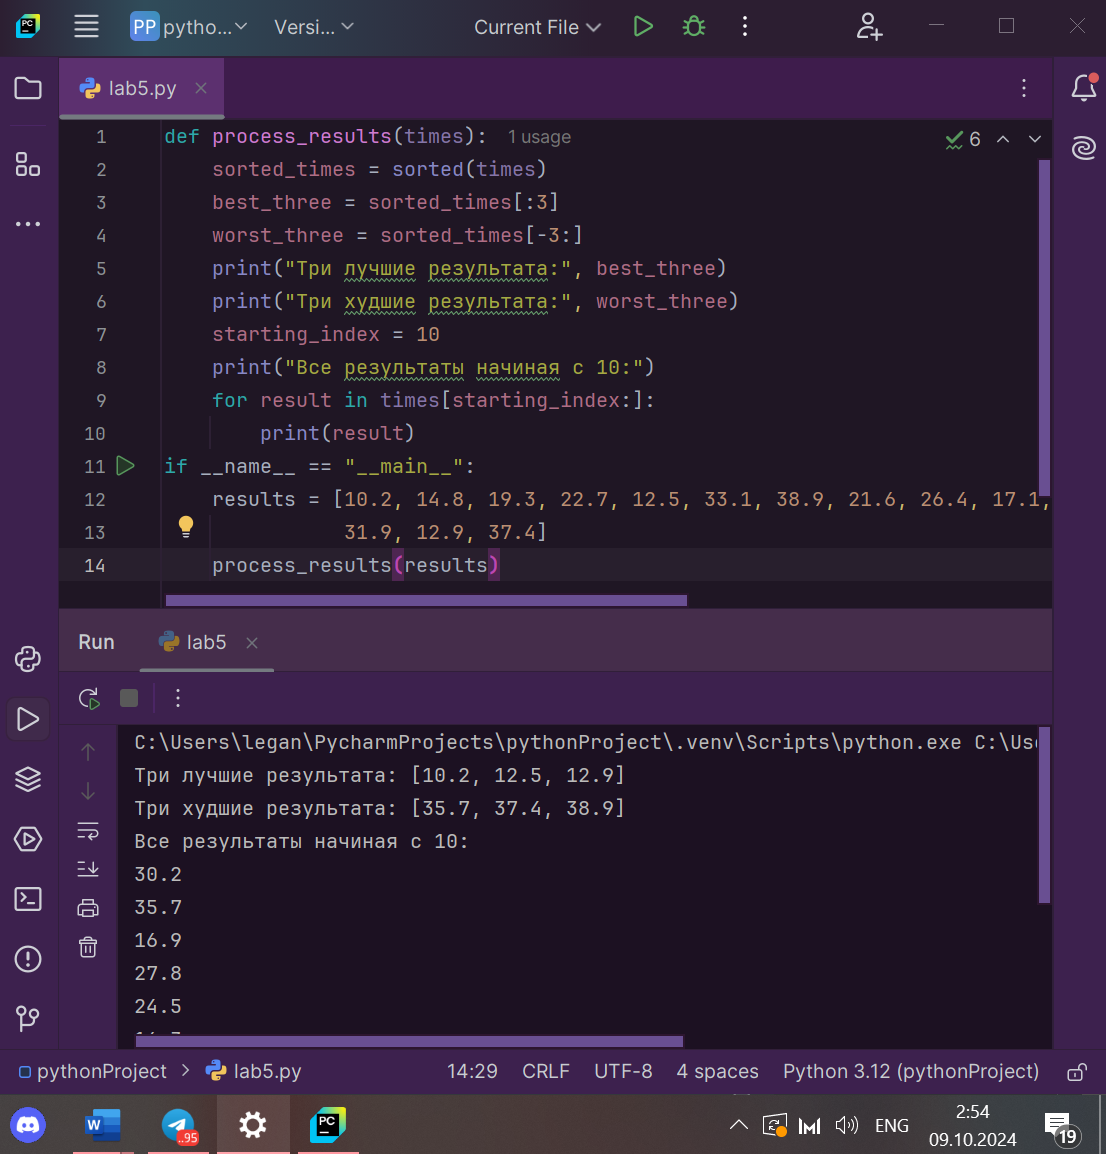 PP pytho... Versi... Current File
lab5.py
1 def process_results(times): 1 usage 6
2 sorted_times = sorted(times)
3 best_three = sorted_times[:3]
4 worst_three = sorted_times[-3:]
5 print("Три лучшие результата:", best_three)
6 print("Три худшие результата:", worst_three)
7 starting_index = 10
8 print("Все результаты начиная с 10:")
9 for result in times[starting_index:]:
10 print(result)
11 if __name__ == "__main__":
12 results = [10.2, 14.8, 19.3, 22.7, 12.5, 33.1, 38.9, 21.6, 26.4, 17.1,
13 31.9, 12.9, 37.4]
14 process_results(results)
Run lab5
C:\Users\legan\PycharmProjects\pythonProject\.venv\Scripts\python.exe
Три лучшие результата: [10.2, 12.5, 12.9]
Три худшие результата: [35.7, 37.4, 38.9]
Все результаты начиная с 10:
30.2
35.7
16.9
27.8
24.5
pythonProject > lab5.py 14:29 CRLF UTF-8 4 spaces Python 3.12 (pythonProject)
ENG 2:54
09.10.2024
..95
19